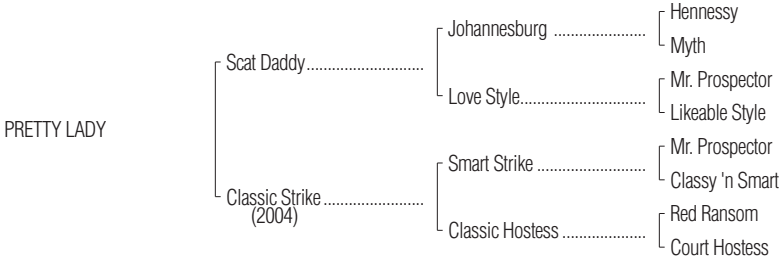 Hennessy
Johannesburg ....................
Myth
Scat Daddy...........................
Mr. Prospector
Love Style............................
Likeable Style
PRETTY LADY
Mr. Prospector
Smart Strike ........................
Classy 'n Smart
Classic Strike .......................
(2004)
Red Ransom
Classic Hostess ...................
Court Hostess